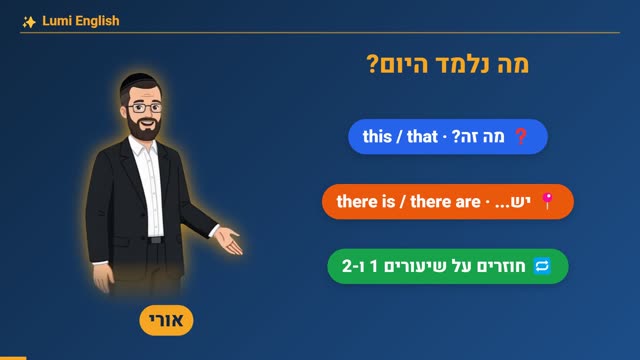 Lumi English
מה נלמד היום?
מה זה? · this / that
יש... · there is / there are
חוזרים על שיעורים 1 ו-2
אורי